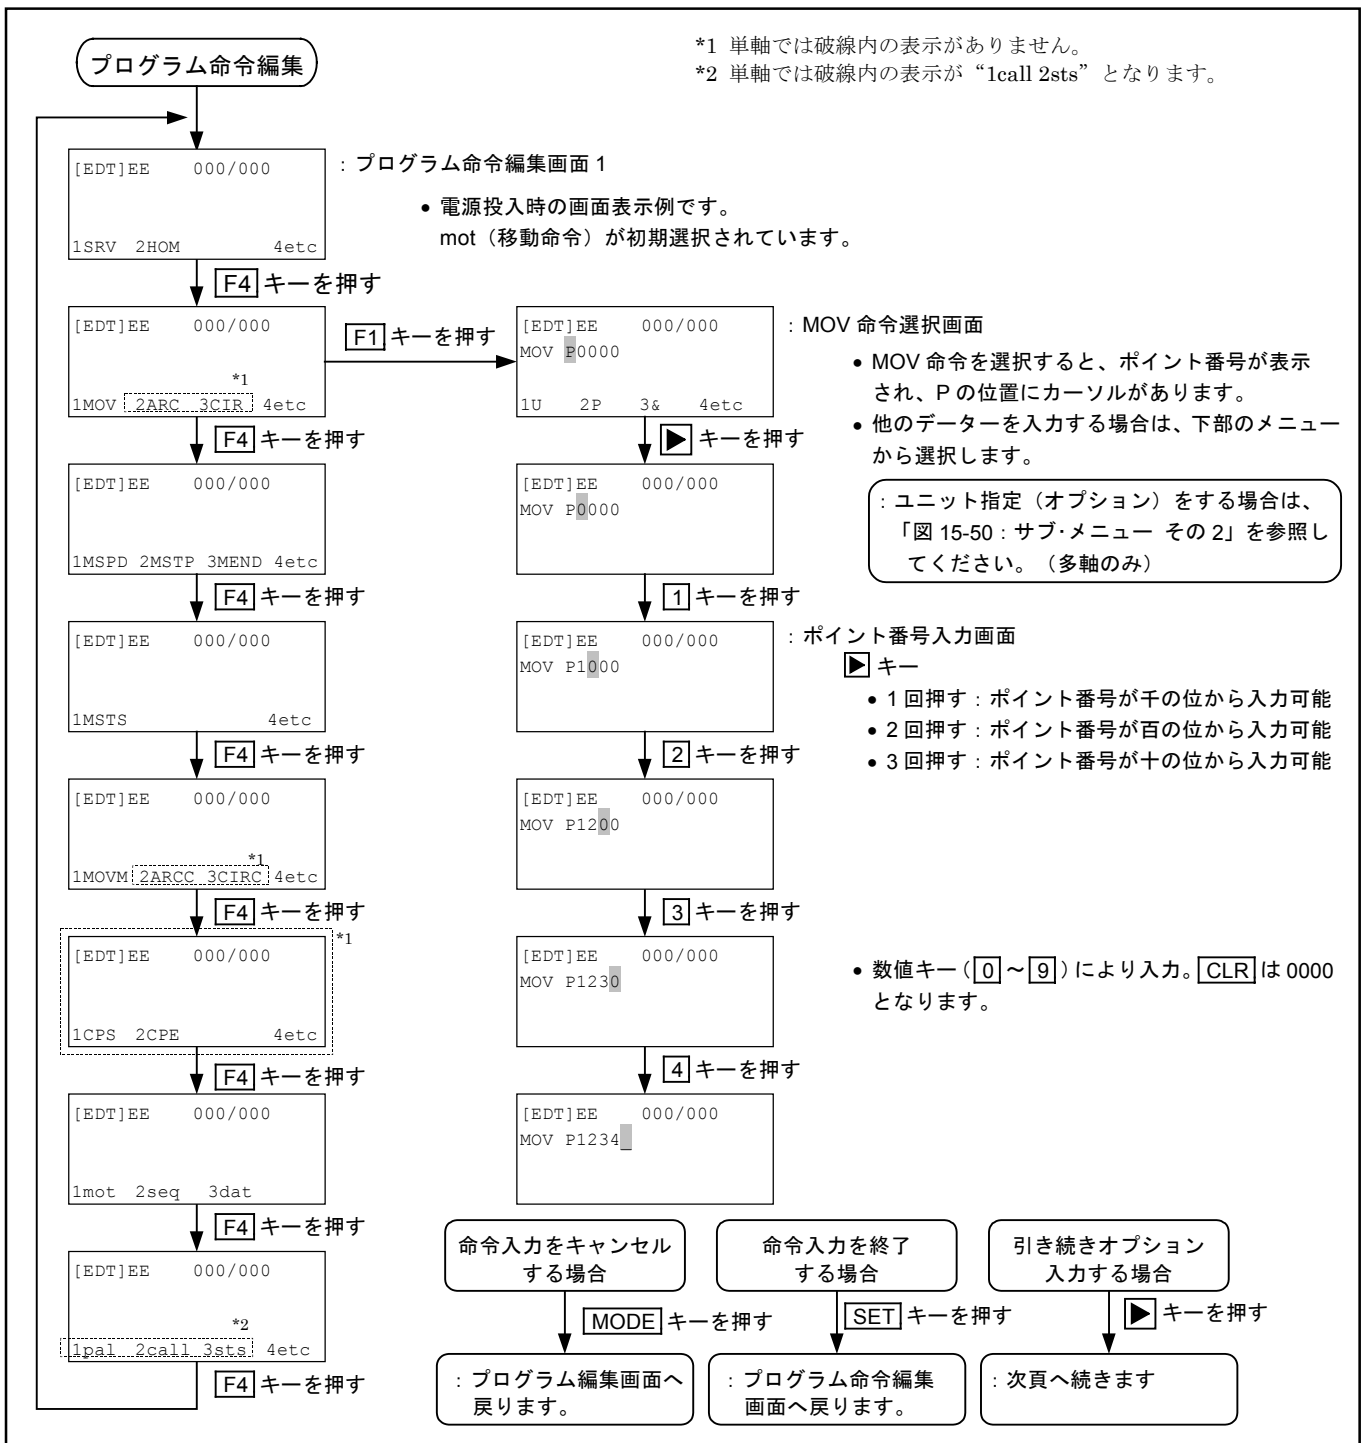 プログラム命令編集
*1 単軸では破線内の表示がありません。
*2 単軸では破線内の表示が“1call 2sts”となります。
[EDT]EE 000/000
1SRV 2HOM 4etc
：プログラム命令編集画面 1
• 電源投入時の画面表示例です。
mot（移動命令）が初期選択されています。
F4 キーを押す
[EDT]EE 000/000
*1
1MOV 2ARC 3CIR 4etc
F1 キーを押す
[EDT]EE 000/000
MOV P0000
1U 2P 3& 4etc
：MOV 命令選択画面
• MOV 命令を選択すると、ポイント番号が表示
され、P の位置にカーソルがあります。
• 他のデーターを入力する場合は、下部のメニュー
から選択します。
：ユニット指定（オプション）をする場合は、
「図 15-50：サブ･メニュー その 2」を参照し
てください。（多軸のみ）
F4 キーを押す
▶ キーを押す
[EDT]EE 000/000
1MSPD 2MSTP 3MEND 4etc
[EDT]EE 000/000
MOV P0000
F4 キーを押す
1 キーを押す
[EDT]EE 000/000
1MSTS 4etc
[EDT]EE 000/000
MOV P1000
：ポイント番号入力画面
▶ キー
• 1 回押す：ポイント番号が千の位から入力可能
• 2 回押す：ポイント番号が百の位から入力可能
• 3 回押す：ポイント番号が十の位から入力可能
F4 キーを押す
2 キーを押す
[EDT]EE 000/000
*1
1MOVM 2ARCC 3CIRC 4etc
[EDT]EE 000/000
MOV P1200
F4 キーを押す
3 キーを押す
*1
[EDT]EE 000/000
1CPS 2CPE 4etc
[EDT]EE 000/000
MOV P1230
• 数値キー（0～9）により入力。CLR は 0000
となります。
F4 キーを押す
4 キーを押す
[EDT]EE 000/000
1mot 2seq 3dat
[EDT]EE 000/000
MOV P1234_
F4 キーを押す
[EDT]EE 000/000
*2
1pal 2call 3sts 4etc
F4 キーを押す
命令入力をキャンセル
する場合
MODE キーを押す
：プログラム編集画面へ
戻ります。
命令入力を終了
する場合
SET キーを押す
：プログラム命令編集
画面へ戻ります。
引き続きオプション
入力する場合
▶ キーを押す
：次頁へ続きます